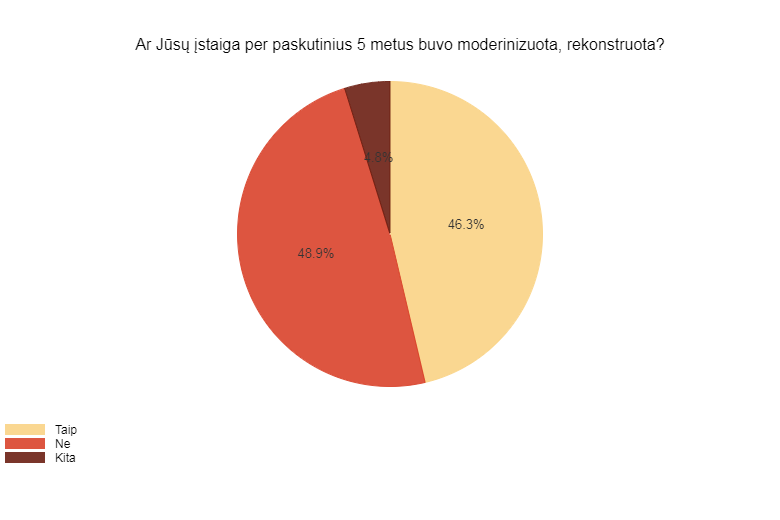 Ar Jūsų įstaiga per paskutinius 5 metus buvo moderinizuota, rekonstruota?
4.8%
46.3%
48.9%
Taip
Ne
Kita